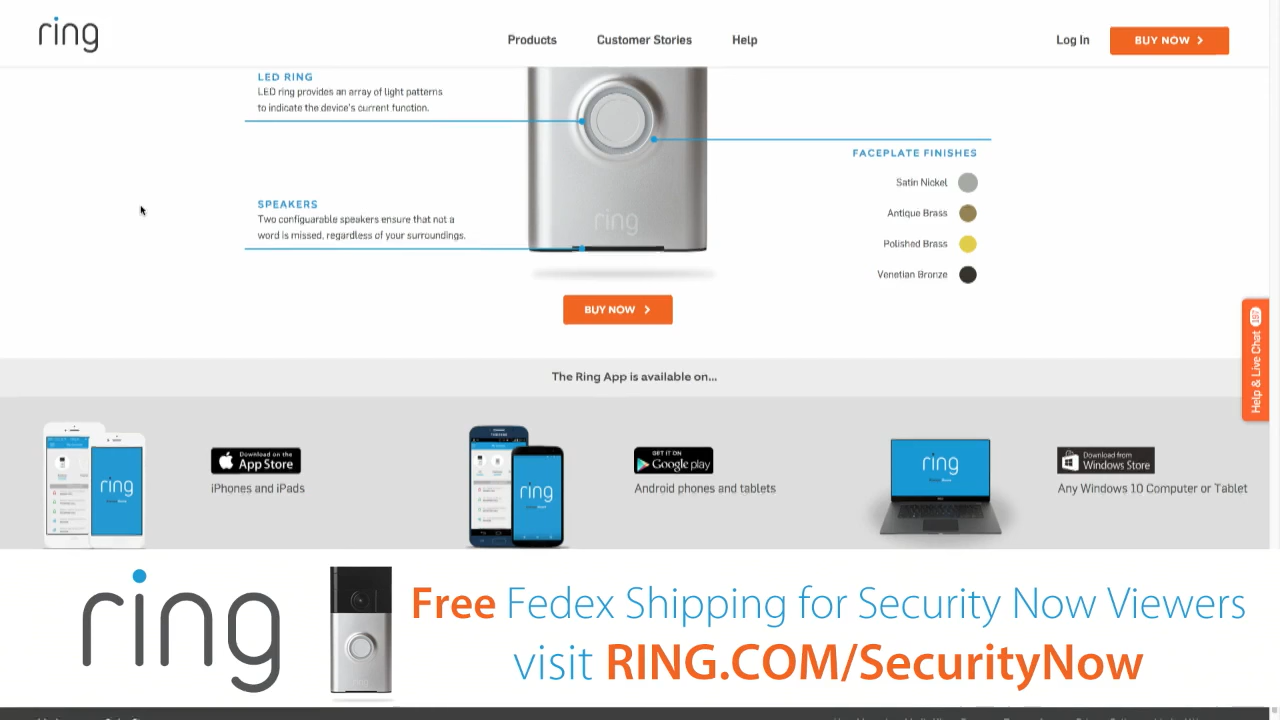 ring
Products
Customer Stories
Help
Log In
BUY NOW
LED RING
LED ring provides an array of light patterns
to indicate the device's current function.
SPEAKERS
Two configuarable speakers ensure that not a
word is missed, regardless of your surroundings.
ring
FACEPLATE FINISHES
Satin Nickel
Antique Brass
Polished Brass
Venetian Bronze
BUY NOW
Help & Live Chat 197
The Ring App is available on...
ring
Download on the
App Store
iPhones and iPads
ring
GET IT ON
Google play
Android phones and tablets
ring
Download from
Windows Store
Any Windows 10 Computer or Tablet
ring
Free Fedex Shipping for Security Now Viewers
visit RING.COM/SecurityNow